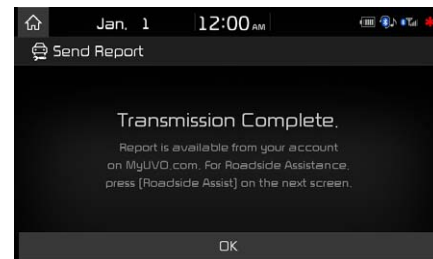 Jan. 1 12:00 AM
Send Report
Transmission Complete.
Report is available from your account
on MyUVO.com. For Roadside Assistance,
press [Roadside Assist] on the next screen.
OK